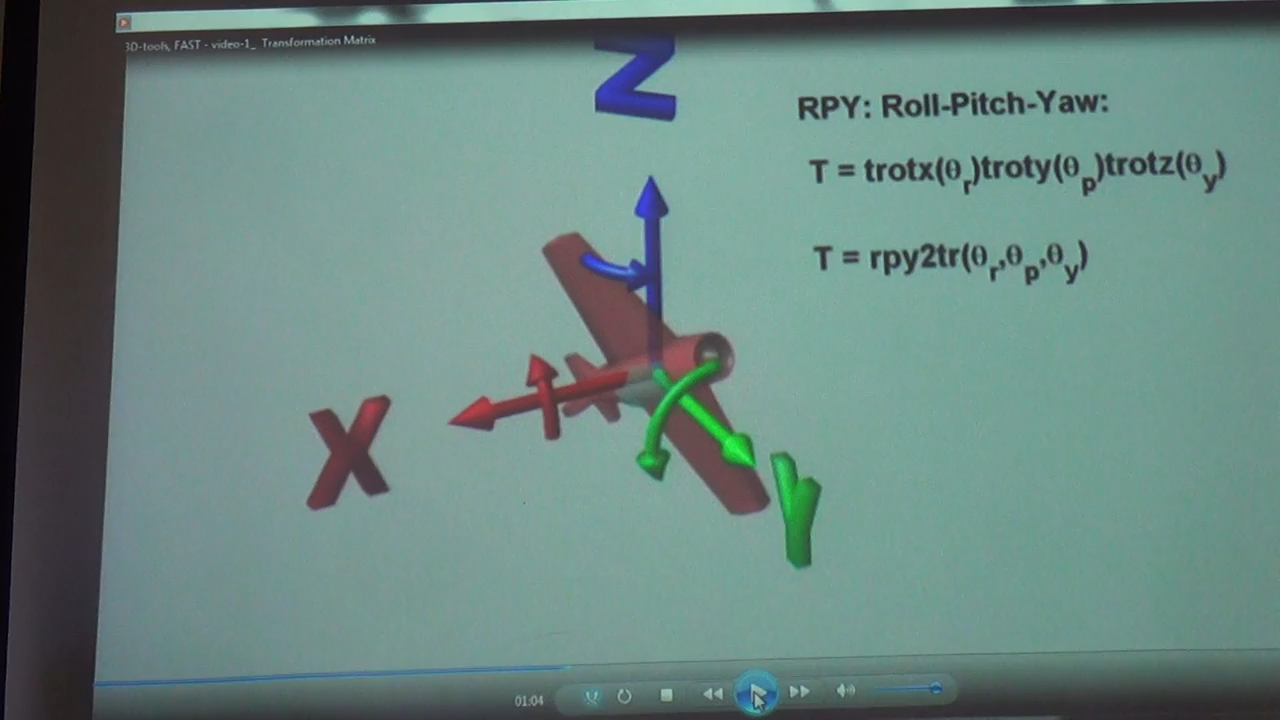 3D-tools, FAST - video-1_ Transformation Matrix
Z
RPY: Roll-Pitch-Yaw:
T = trotx(θr)troty(θp)trotz(θy)
T = rpy2tr(θr,θp,θy)
X
Y
01:04